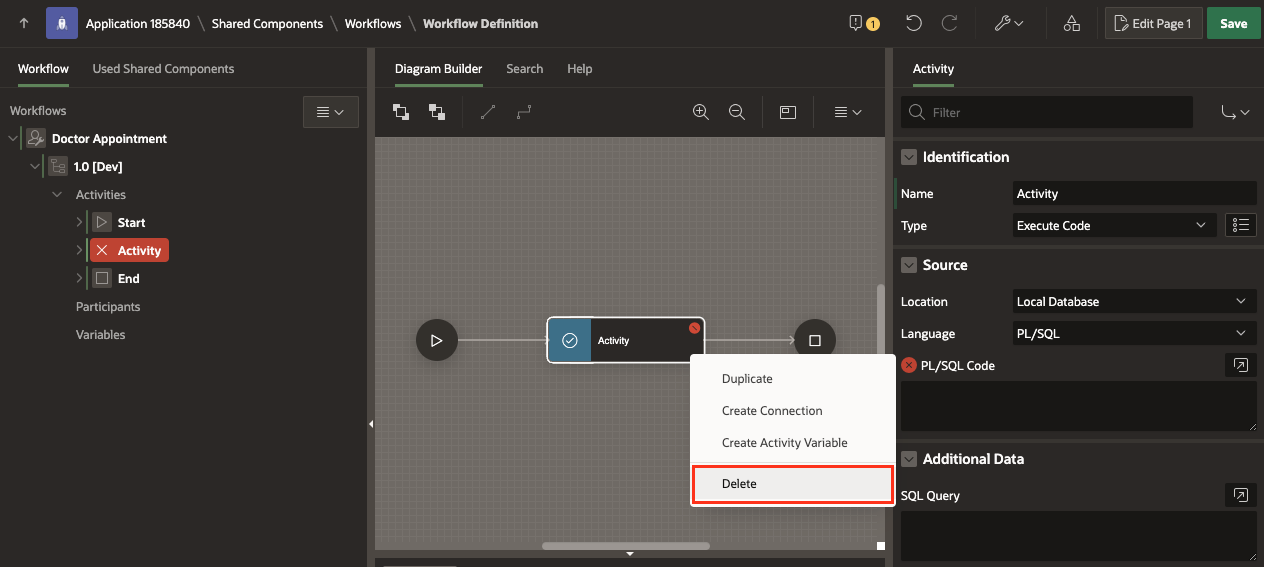 Application 185840 \ Shared Components \ Workflows \ Workflow Definition
1
Edit Page 1
Save
Workflow
Used Shared Components
Workflows
Doctor Appointment
1.0 [Dev]
Activities
Start
Activity
End
Participants
Variables
Diagram Builder
Search
Help
Activity
Duplicate
Create Connection
Create Activity Variable
Delete
Activity
Filter
Identification
Name
Activity
Type
Execute Code
Source
Location
Local Database
Language
PL/SQL
PL/SQL Code
Additional Data
SQL Query